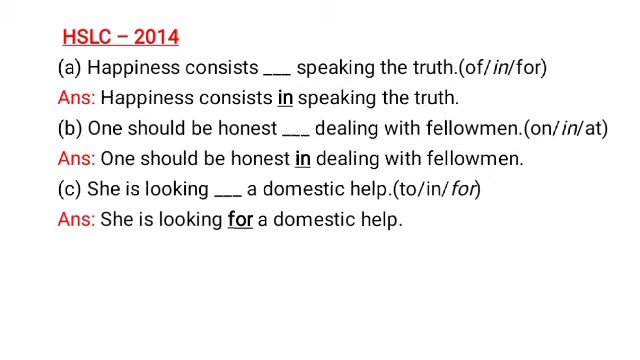 HSLC – 2014
(a) Happiness consists ___ speaking the truth.(of/in/for)
Ans: Happiness consists in speaking the truth.
(b) One should be honest ___ dealing with fellowmen.(on/in/at)
Ans: One should be honest in dealing with fellowmen.
(c) She is looking ___ a domestic help.(to/in/for)
Ans: She is looking for a domestic help.